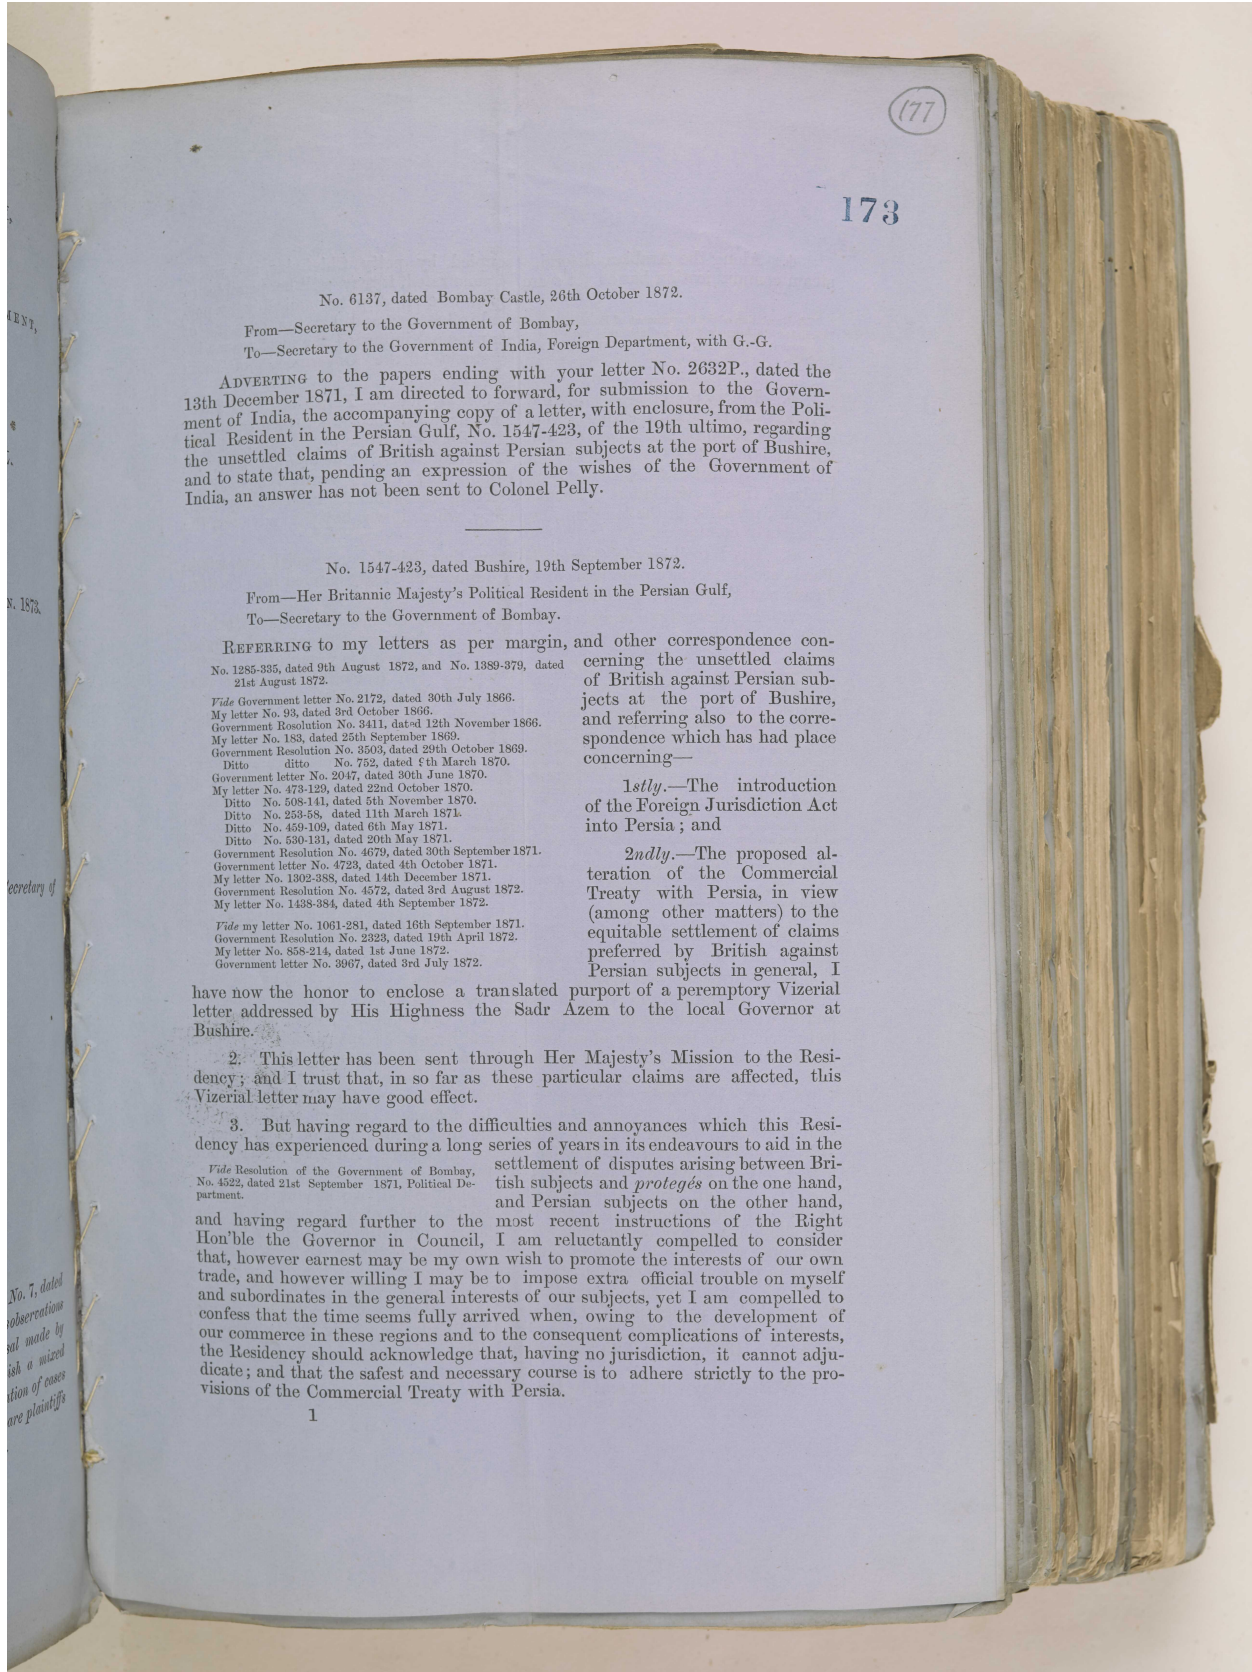 177
173
No. 6137, dated Bombay Castle, 26th October 1872.
From—Secretary to the Government of Bombay,
To—Secretary to the Government of India, Foreign Department, with G.-G.
ADVERTING to the papers ending with your letter No. 2632P., dated the
13th December 1871, I am directed to forward, for submission to the Govern-
ment of India, the accompanying copy of a letter, with enclosure, from the Poli-
tical Resident in the Persian Gulf, No. 1547-423, of the 19th ultimo, regarding
the unsettled claims of British against Persian subjects at the port of Bushire,
and to state that, pending an expression of the wishes of the Government of
India, an answer has not been sent to Colonel Pelly.
No. 1547-423, dated Bushire, 19th September 1872.
From—Her Britannic Majesty's Political Resident in the Persian Gulf,
To—Secretary to the Government of Bombay.
REFERRING to my letters as per margin, and other correspondence con-
No. 1285-335, dated 9th August 1872, and No. 1389-379, dated
21st August 1872.
Vide Government letter No. 2172, dated 30th July 1866.
My letter No. 93, dated 3rd October 1866.
Government Resolution No. 3411, dated 12th November 1866.
My letter No. 183, dated 25th September 1869.
Government Resolution No. 3503, dated 29th October 1869.
Ditto ditto No. 752, dated th March 1870.
Government letter No. 2047, dated 30th June 1870.
My letter No. 473-129, dated 22nd October 1870.
Ditto No. 508-141, dated 5th November 1870.
Ditto No. 253-58, dated 11th March 1871.
Ditto No. 459-109, dated 6th May 1871.
Ditto No. 530-131, dated 20th May 1871.
Government Resolution No. 4679, dated 30th September 1871.
Government letter No. 4723, dated 4th October 1871.
My letter No. 1302-388, dated 14th December 1871.
Government Resolution No. 4572, dated 3rd August 1872.
My letter No. 1438-384, dated 4th September 1872.
Vide my letter No. 1061-281, dated 16th September 1871.
Government Resolution No. 2323, dated 19th April 1872.
My letter No. 858-214, dated 1st June 1872.
Government letter No. 3967, dated 3rd July 1872.
cerning the unsettled claims
of British against Persian sub-
jects at the port of Bushire,
and referring also to the corre-
spondence which has had place
concerning—
1stly.—The introduction
of the Foreign Jurisdiction Act
into Persia ; and
2ndly.—The proposed al-
teration of the Commercial
Treaty with Persia, in view
(among other matters) to the
equitable settlement of claims
preferred by British against
Persian subjects in general, I
have now the honor to enclose a translated purport of a peremptory Vizerial
letter addressed by His Highness the Sadr Azem to the local Governor at
Bushire.
2. This letter has been sent through Her Majesty's Mission to the Resi-
dency ; and I trust that, in so far as these particular claims are affected, this
Vizerial letter may have good effect.
3. But having regard to the difficulties and annoyances which this Resi-
dency has experienced during a long series of years in its endeavours to aid in the
Vide Resolution of the Government of Bombay,
No. 4522, dated 21st September 1871, Political De-
partment.
settlement of disputes arising between Bri-
tish subjects and protegés on the one hand,
and Persian subjects on the other hand,
and having regard further to the most recent instructions of the Right
Hon'ble the Governor in Council, I am reluctantly compelled to consider
that, however earnest may be my own wish to promote the interests of our own
trade, and however willing I may be to impose extra official trouble on myself
and subordinates in the general interests of our subjects, yet I am compelled to
confess that the time seems fully arrived when, owing to the development of
our commerce in these regions and to the consequent complications of interests,
the Residency should acknowledge that, having no jurisdiction, it cannot adju-
dicate ; and that the safest and necessary course is to adhere strictly to the pro-
visions of the Commercial Treaty with Persia.
1
MENT,
N. 1873.
Secretary of
No. 7, dated
observations
made by
a mixed
tion of cases
are plaintiffs